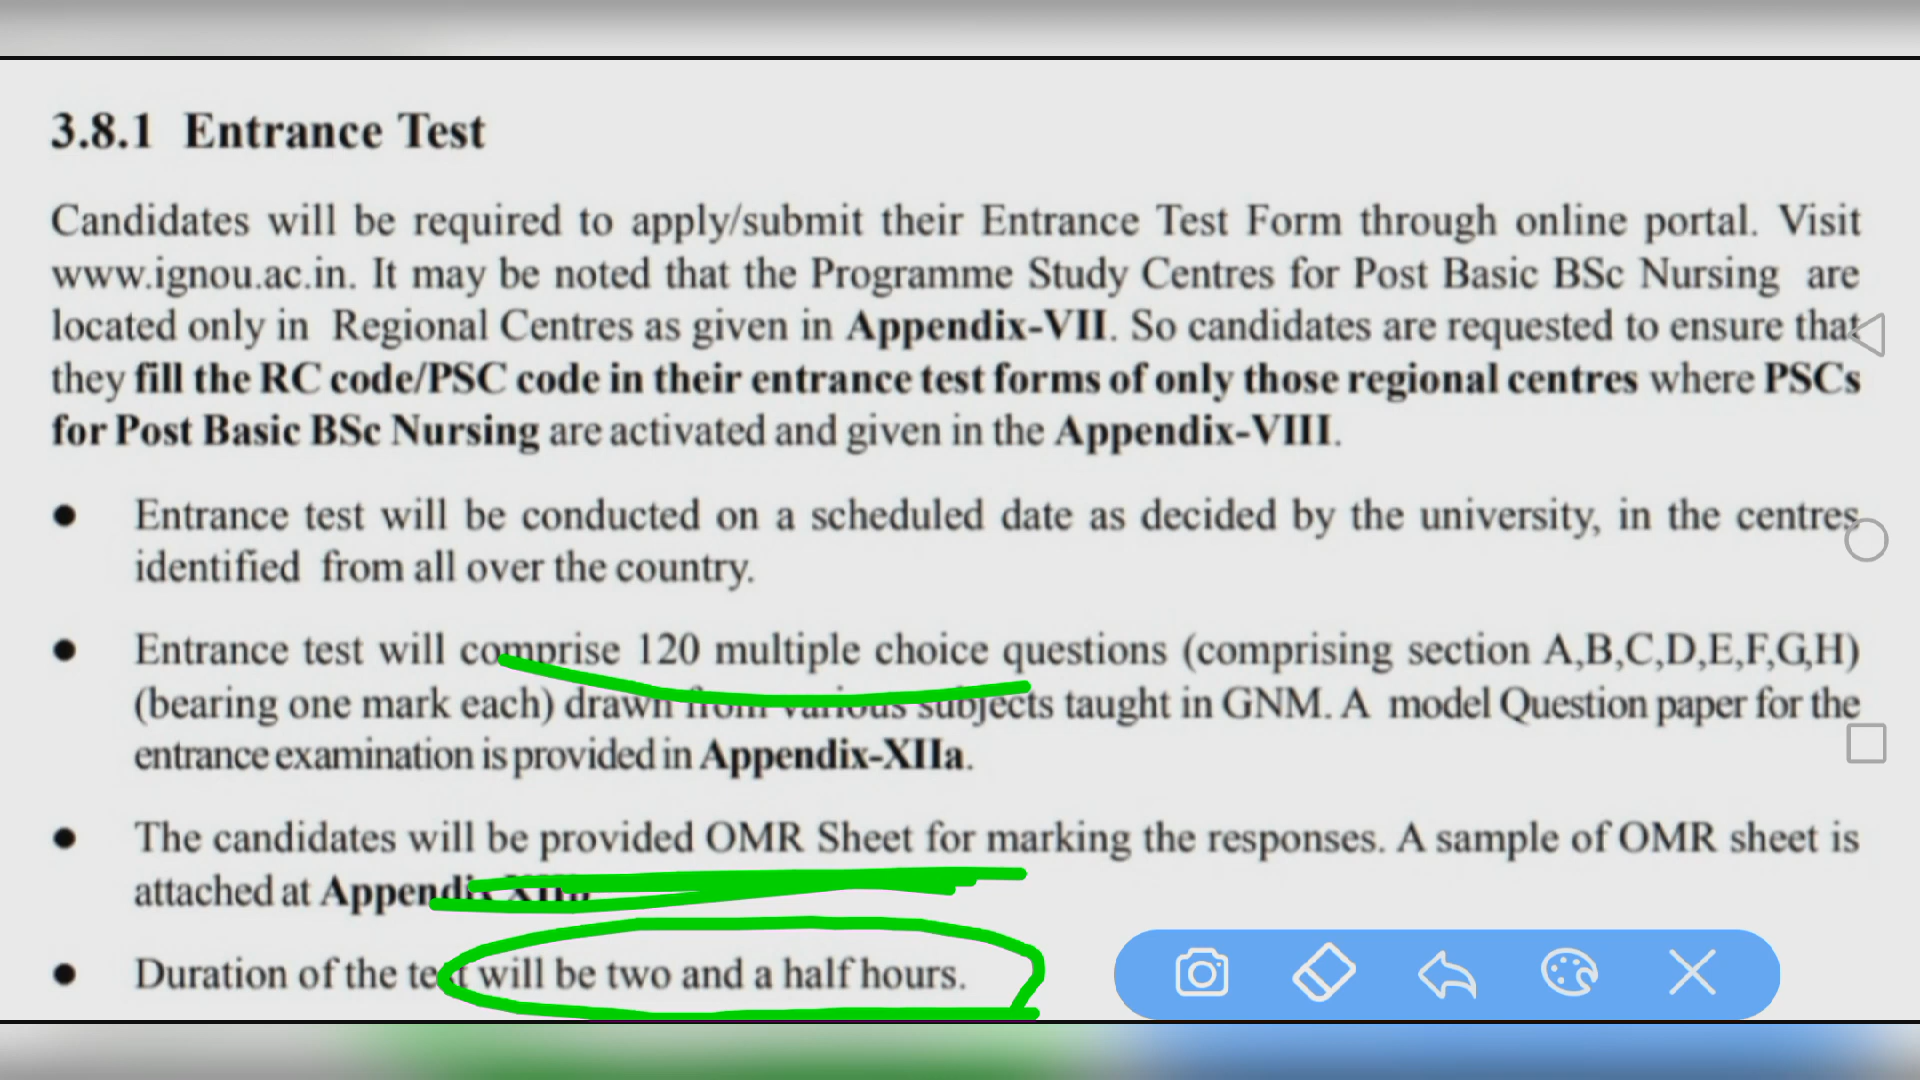 3.8.1 Entrance Test
Candidates will be required to apply/submit their Entrance Test Form through online portal. Visit
www.ignou.ac.in. It may be noted that the Programme Study Centres for Post Basic BSc Nursing are
located only in Regional Centres as given in Appendix-VII. So candidates are requested to ensure that
they fill the RC code/PSC code in their entrance test forms of only those regional centres where PSCs
for Post Basic BSc Nursing are activated and given in the Appendix-VIII.
● Entrance test will be conducted on a scheduled date as decided by the university, in the centres
identified from all over the country.
● Entrance test will comprise 120 multiple choice questions (comprising section A,B,C,D,E,F,G,H)
(bearing one mark each) drawn from various subjects taught in GNM. A model Question paper for the
entrance examination is provided in Appendix-XIIa.
● The candidates will be provided OMR Sheet for marking the responses. A sample of OMR sheet is
attached at
● Duration of the test will be two and a half hours.